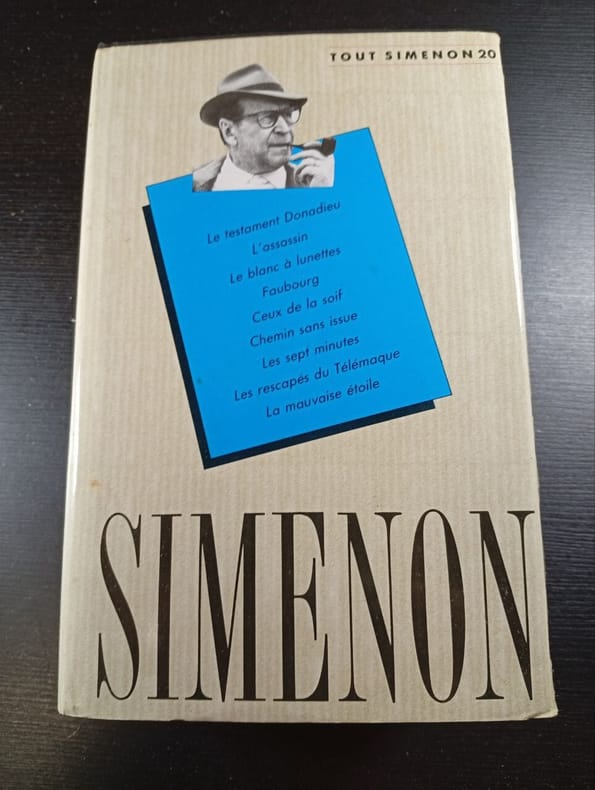 TOUT SIMENON 20
Le testament Donadieu
L'assassin
Le blanc à lunettes
Faubourg
Ceux de la soif
Chemin sans issue
Les sept minutes
Les rescapés du Télémaque
La mauvaise étoile
SIMENON